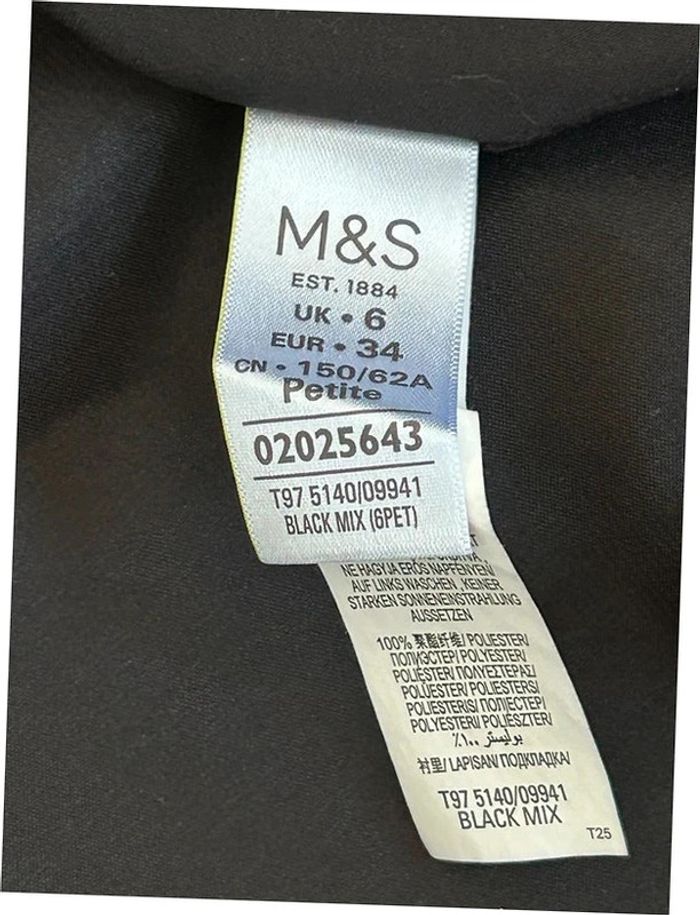 M&S
EST. 1884
UK • 6
EUR • 34
CN • 150/62A
Petite
02025643
T97 5140/09941
BLACK MIX (6PET)
NE HAGYJA ERŐS NAPFÉNYEN/
AUF LINKS WASCHEN, KEINER
STARKEN SONNENEINSTRAHLUNG
AUSSETZEN
100% 聚酯纤维/ POLIESTER/
ПОЛИЭСТЕР/ POLYESTER/
POLIÉSTER/ ΠΟΛΥΕΣΤΕΡΑΣ/
POLÜESTER/ POLIESTERS/
POLIESTERIS/ ПОЛІЕСТЕР/
POLYESTER/ POLIÉSZTER/
بوليستر ١٠٠٪
衬里/ LAPISAN/ ПОДКЛАДКА/
T97 5140/09941
BLACK MIX
T25